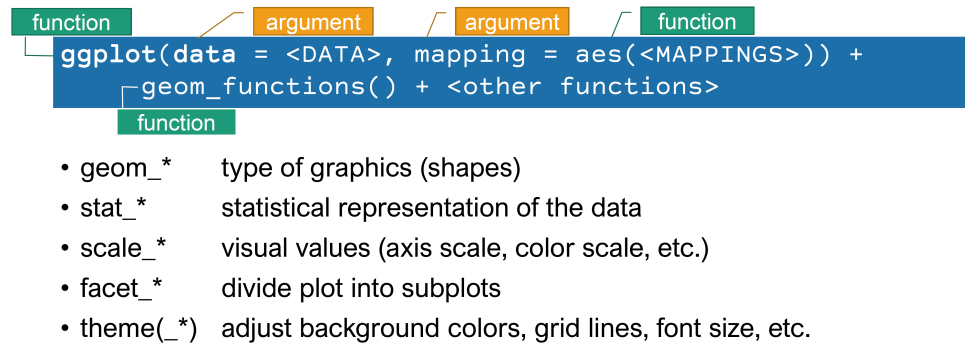 function argument argument function
ggplot(data = <DATA>, mapping = aes(<MAPPINGS>)) +
geom_functions() + <other functions>
function
• geom_* type of graphics (shapes)
• stat_* statistical representation of the data
• scale_* visual values (axis scale, color scale, etc.)
• facet_* divide plot into subplots
• theme(_*) adjust background colors, grid lines, font size, etc.